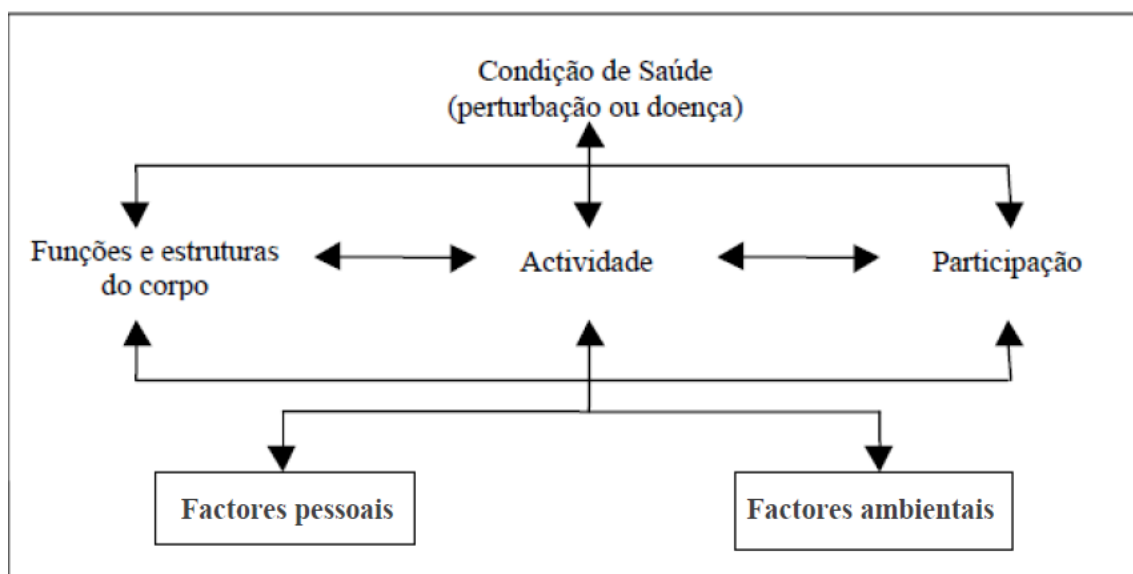 Condição de Saúde
(perturbação ou doença)
Funções e estruturas
do corpo
Actividade
Participação
Factores pessoais
Factores ambientais